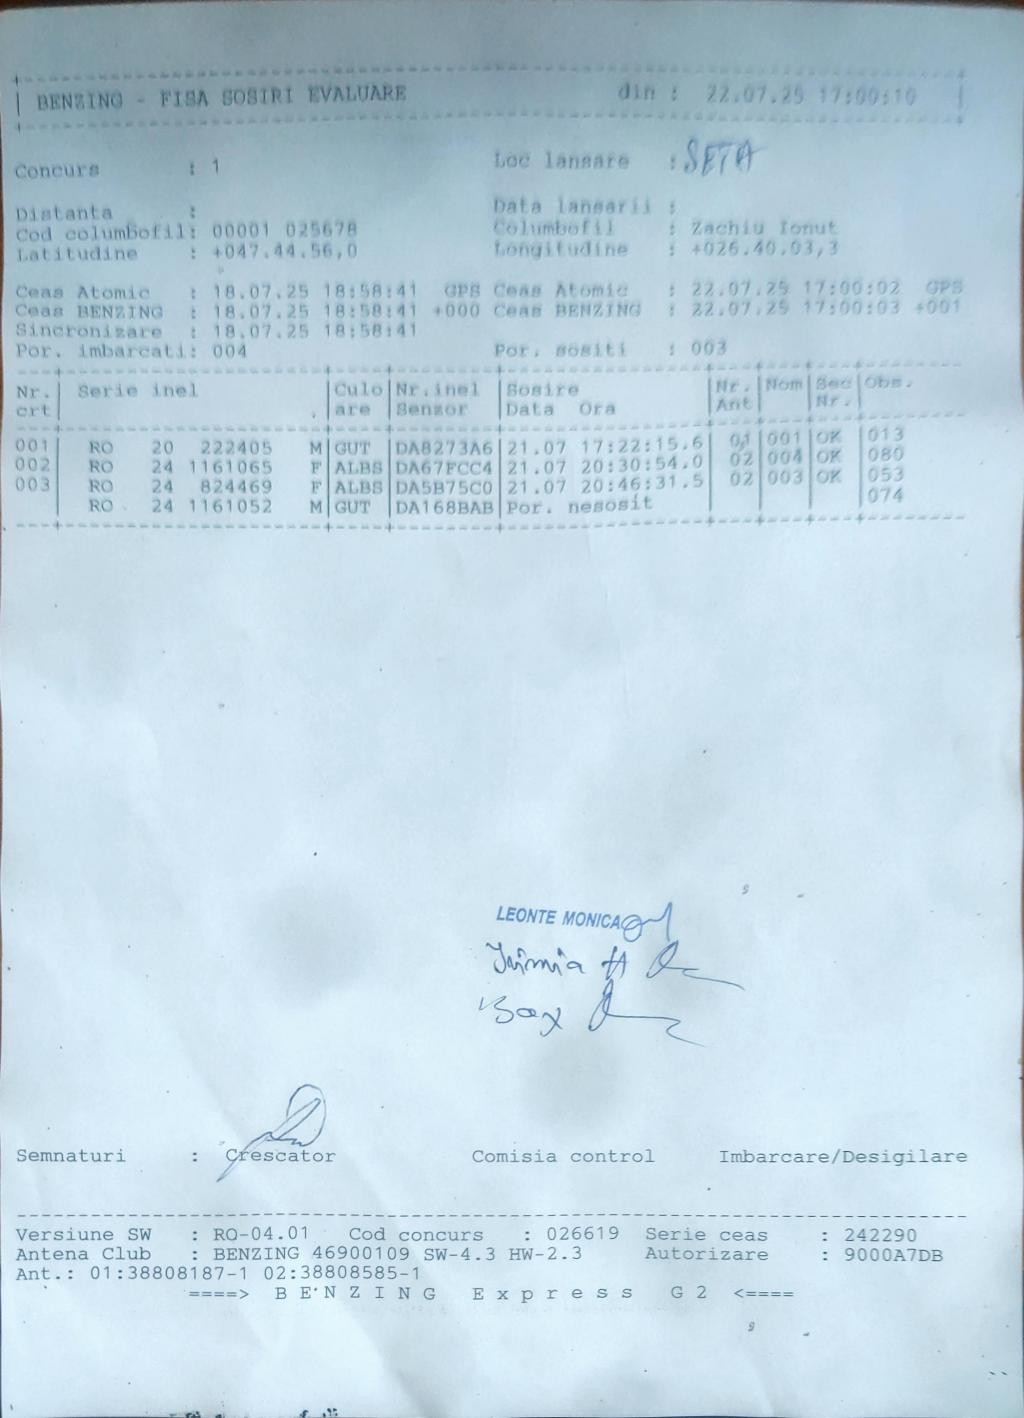 BENZING - FISA SOSIRI EVALUARE din : 22.07.25 17:00:10
Concurs : 1 Loc lansare : SETA
Distanta : Data lansarii :
Cod columbofil: 00001 025678 Columbofil : Zachiu Ionut
Latitudine : +047.44.56,0 Longitudine : +026.40.03,3
Ceas Atomic : 18.07.25 18:58:41 GPS Ceas Atomic : 22.07.25 17:00:02 GPS
Ceas BENZING : 18.07.25 18:58:41 +000 Ceas BENZING : 22.07.25 17:00:03 +001
Sincronizare : 18.07.25 18:58:41
Por. imbarcati: 004 Por. sositi : 003
Nr. Serie inel Culo Nr.inel Sosire Nr. Nom Sec Obs.
crt are Senzor Data Ora Ant Nr.
001 RO 20 222405 M GUT DA8273A6 21.07 17:22:15.6 01 001 OK 013
002 RO 24 1161065 F ALBS DA67FCC4 21.07 20:30:54.0 02 004 OK 080
003 RO 24 824469 F ALBS DA5B75C0 21.07 20:46:31.5 02 003 OK 053
RO 24 1161052 M GUT DA168BAB Por. nesosit 074
LEONTE MONICA
Semnaturi : Crescator Comisia control Imbarcare/Desigilare
Versiune SW : RO-04.01 Cod concurs : 026619 Serie ceas : 242290
Antena Club : BENZING 46900109 SW-4.3 HW-2.3 Autorizare : 9000A7DB
Ant.: 01:38808187-1 02:38808585-1
====> B E N Z I N G E x p r e s s G 2 <====